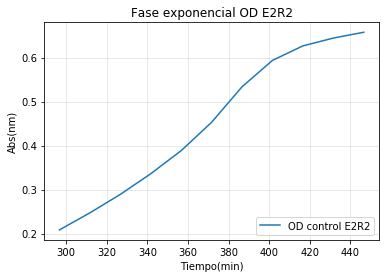 Fase exponencial OD E2R2
Abs(nm)
0.6
0.5
0.4
0.3
0.2
300 320 340 360 380 400 420 440
Tiempo(min)
OD control E2R2